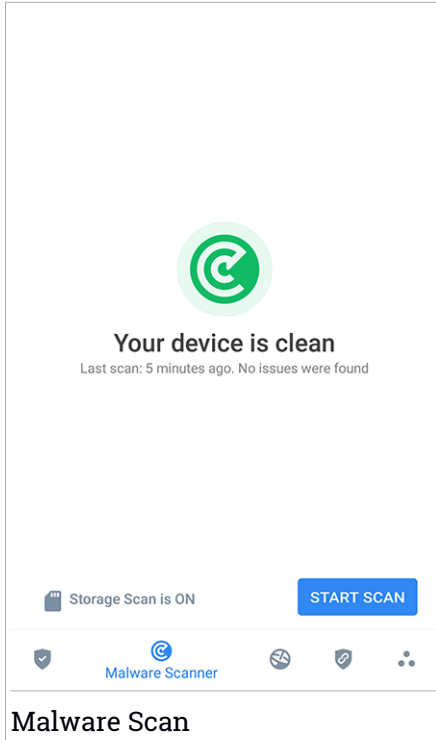 Your device is clean
Last scan: 5 minutes ago. No issues were found
Storage Scan is ON
START SCAN
Malware Scanner
Malware Scan